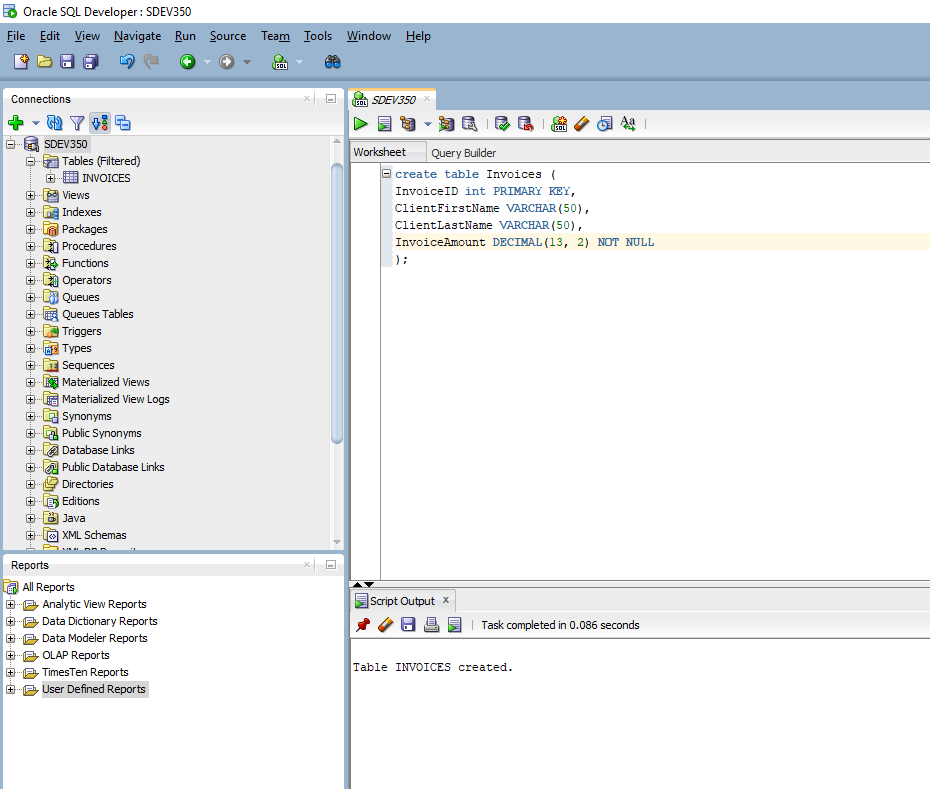 Oracle SQL Developer : SDEV350
File Edit View Navigate Run Source Team Tools Window Help
Connections
SDEV350
Tables (Filtered)
INVOICES
Views
Indexes
Packages
Procedures
Functions
Operators
Queues
Queues Tables
Triggers
Types
Sequences
Materialized Views
Materialized View Logs
Synonyms
Public Synonyms
Database Links
Public Database Links
Directories
Editions
Java
XML Schemas
Reports
All Reports
Analytic View Reports
Data Dictionary Reports
Data Modeler Reports
OLAP Reports
TimesTen Reports
User Defined Reports
SDEV350
Worksheet Query Builder
create table Invoices (
InvoiceID int PRIMARY KEY,
ClientFirstName VARCHAR(50),
ClientLastName VARCHAR(50),
InvoiceAmount DECIMAL(13, 2) NOT NULL
);
Script Output
Task completed in 0.086 seconds
Table INVOICES created.